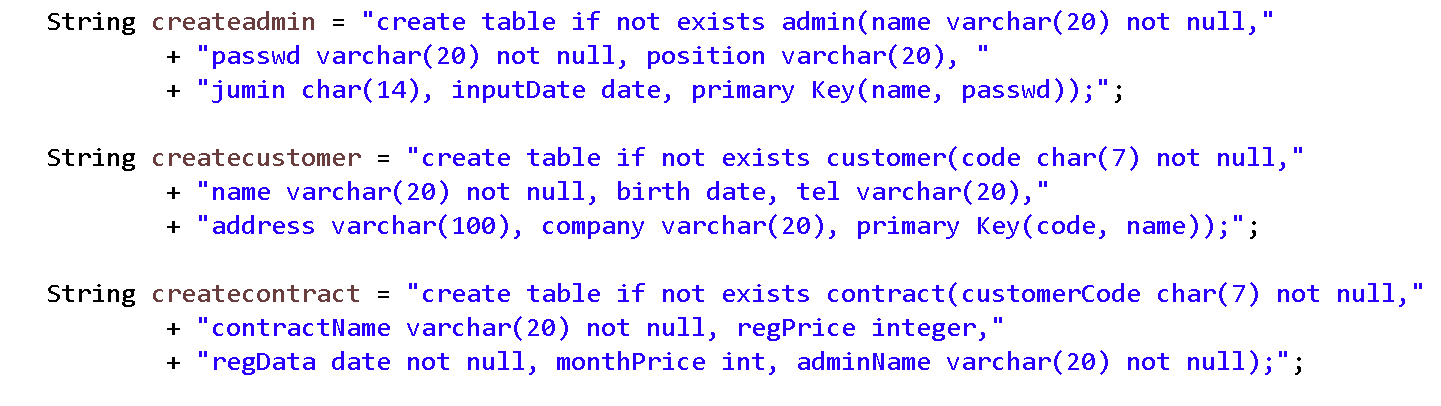 String createadmin = "create table if not exists admin(name varchar(20) not null,"
+ "passwd varchar(20) not null, position varchar(20), "
+ "jumin char(14), inputDate date, primary Key(name, passwd));";
String createcustomer = "create table if not exists customer(code char(7) not null,"
+ "name varchar(20) not null, birth date, tel varchar(20),"
+ "address varchar(100), company varchar(20), primary Key(code, name));";
String createcontract = "create table if not exists contract(customerCode char(7) not null,"
+ "contractName varchar(20) not null, regPrice integer,"
+ "regData date not null, monthPrice int, adminName varchar(20) not null);";